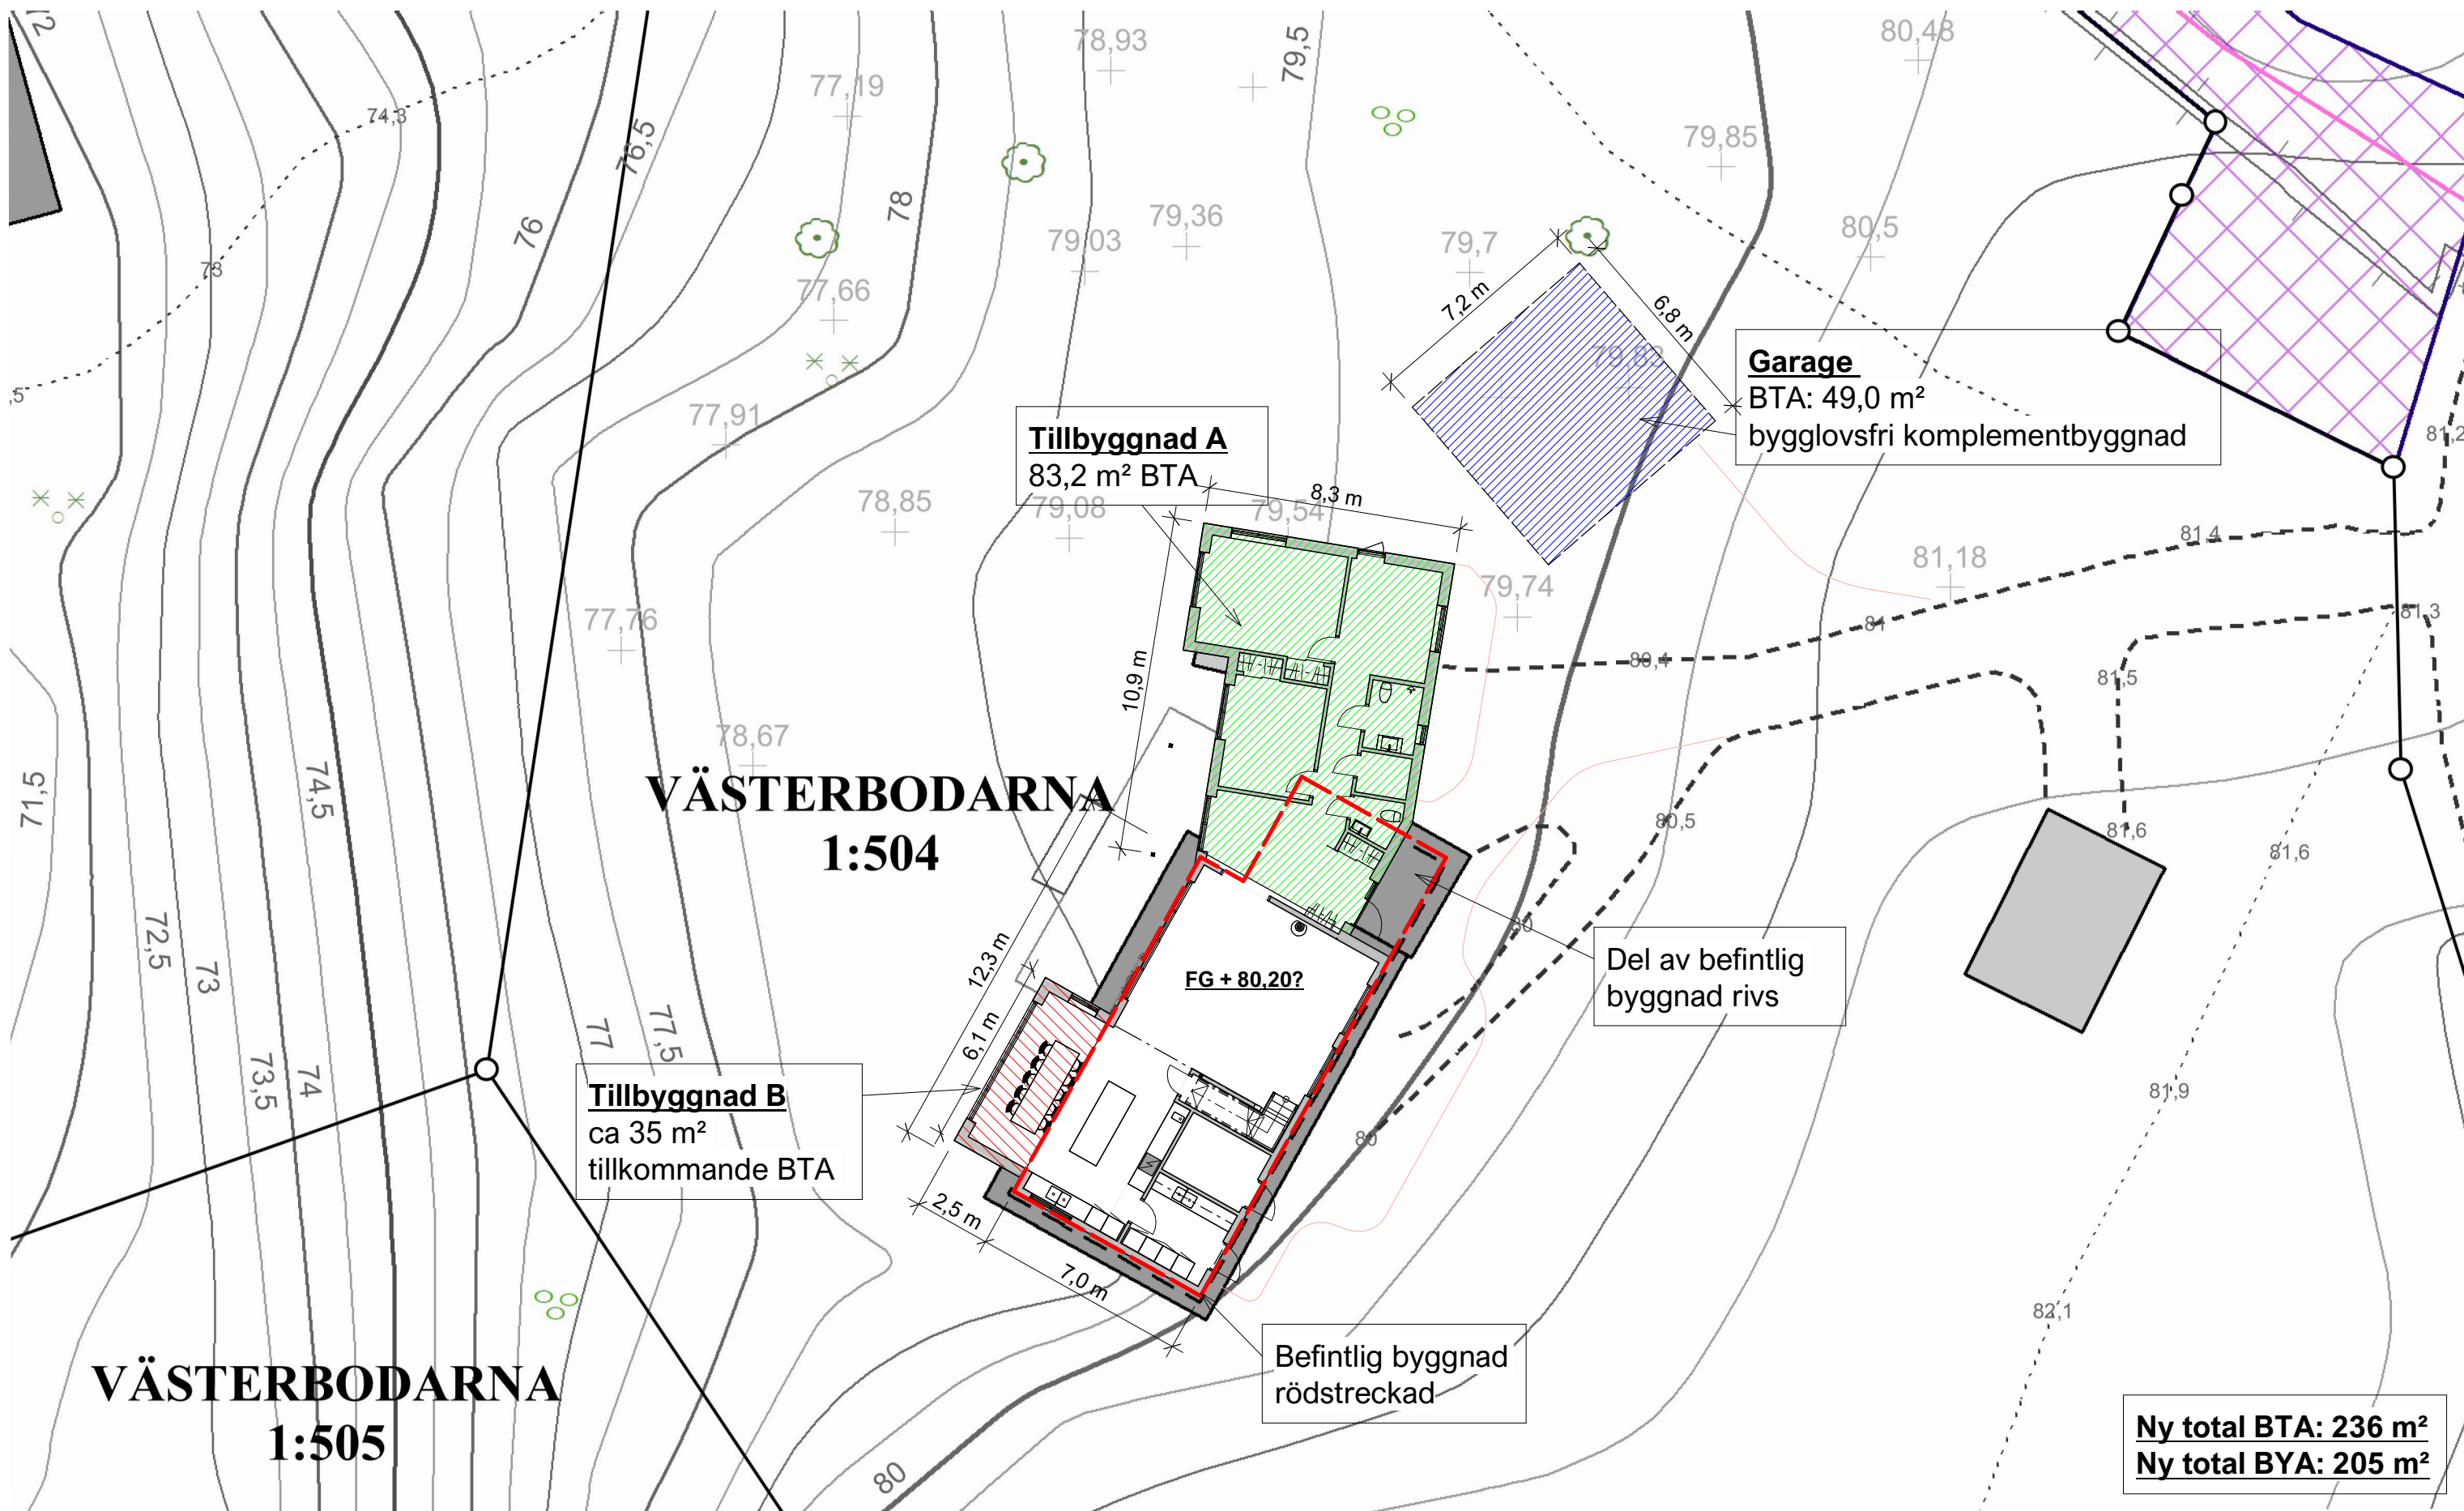 72
78,93
79,5
80,48
77,19
74,3
76,5
79,85
78
79,36
79,03
76
79,7
80,5
73
77,66
7,2 m
6,8 m
79,83
Garage
BTA: 49,0 m²
bygglovsfri komplementbyggnad
,5
77,91
Tillbyggnad A
83,2 m² BTA
81,2
78,85
79,08
8,3 m
79,54
81,4
81,18
79,74
77,76
81
81,3
80,4
10,9 m
81,5
78,67
71,5
74,5
VÄSTERBODARNA
1:504
80,5
81,6
81,6
72,5
73
12,3 m
80
Del av befintlig
byggnad rivs
FG + 80,20?
6,1 m
77
77,5
73,5
74
Tillbyggnad B
ca 35 m²
tillkommande BTA
81,9
80
2,5 m
7,0 m
82,1
Befintlig byggnad
rödstreckad
VÄSTERBODARNA
1:505
80
Ny total BTA: 236 m²
Ny total BYA: 205 m²